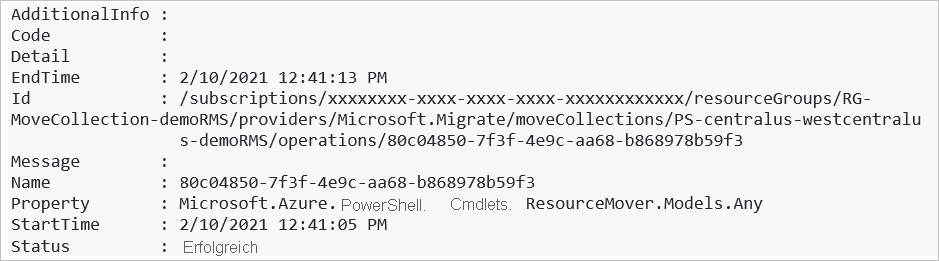 AdditionalInfo :
Code :
Detail :
EndTime : 2/10/2021 12:41:13 PM
Id : /subscriptions/xxxxxxxx-xxxx-xxxx-xxxx-xxxxxxxxxxxx/resourceGroups/RG-
MoveCollection-demoRMS/providers/Microsoft.Migrate/moveCollections/PS-centralus-westcentralu
s-demoRMS/operations/80c04850-7f3f-4e9c-aa68-b868978b59f3
Message :
Name : 80c04850-7f3f-4e9c-aa68-b868978b59f3
Property : Microsoft.Azure. PowerShell. Cmdlets. ResourceMover.Models.Any
StartTime : 2/10/2021 12:41:05 PM
Status : Erfolgreich